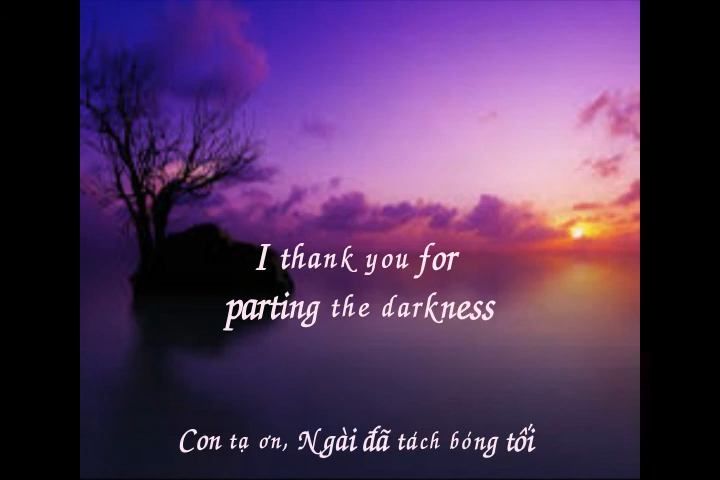 I thank you for
parting the darkness
Con tạ ơn, Ngài đã tách bóng tối